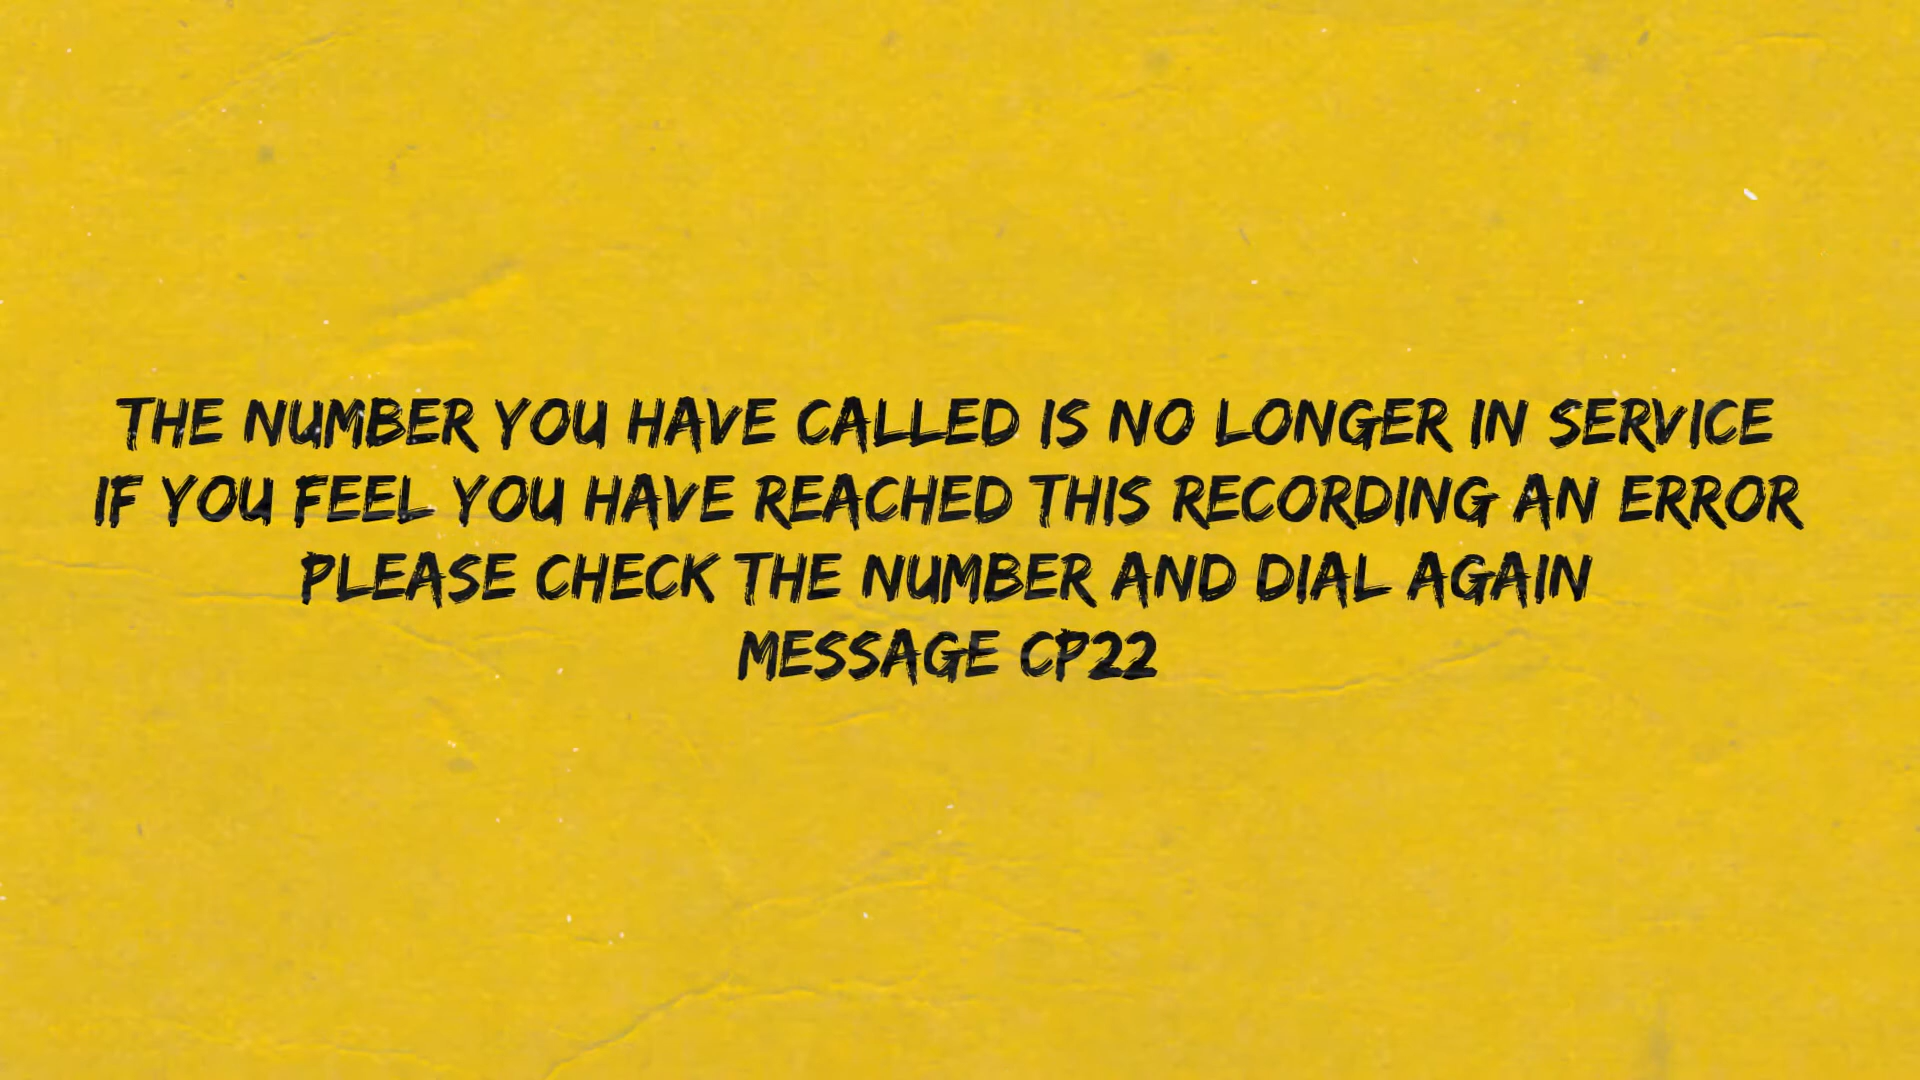 THE NUMBER YOU HAVE CALLED IS NO LONGER IN SERVICE
IF YOU FEEL YOU HAVE REACHED THIS RECORDING AN ERROR
PLEASE CHECK THE NUMBER AND DIAL AGAIN
MESSAGE CP22